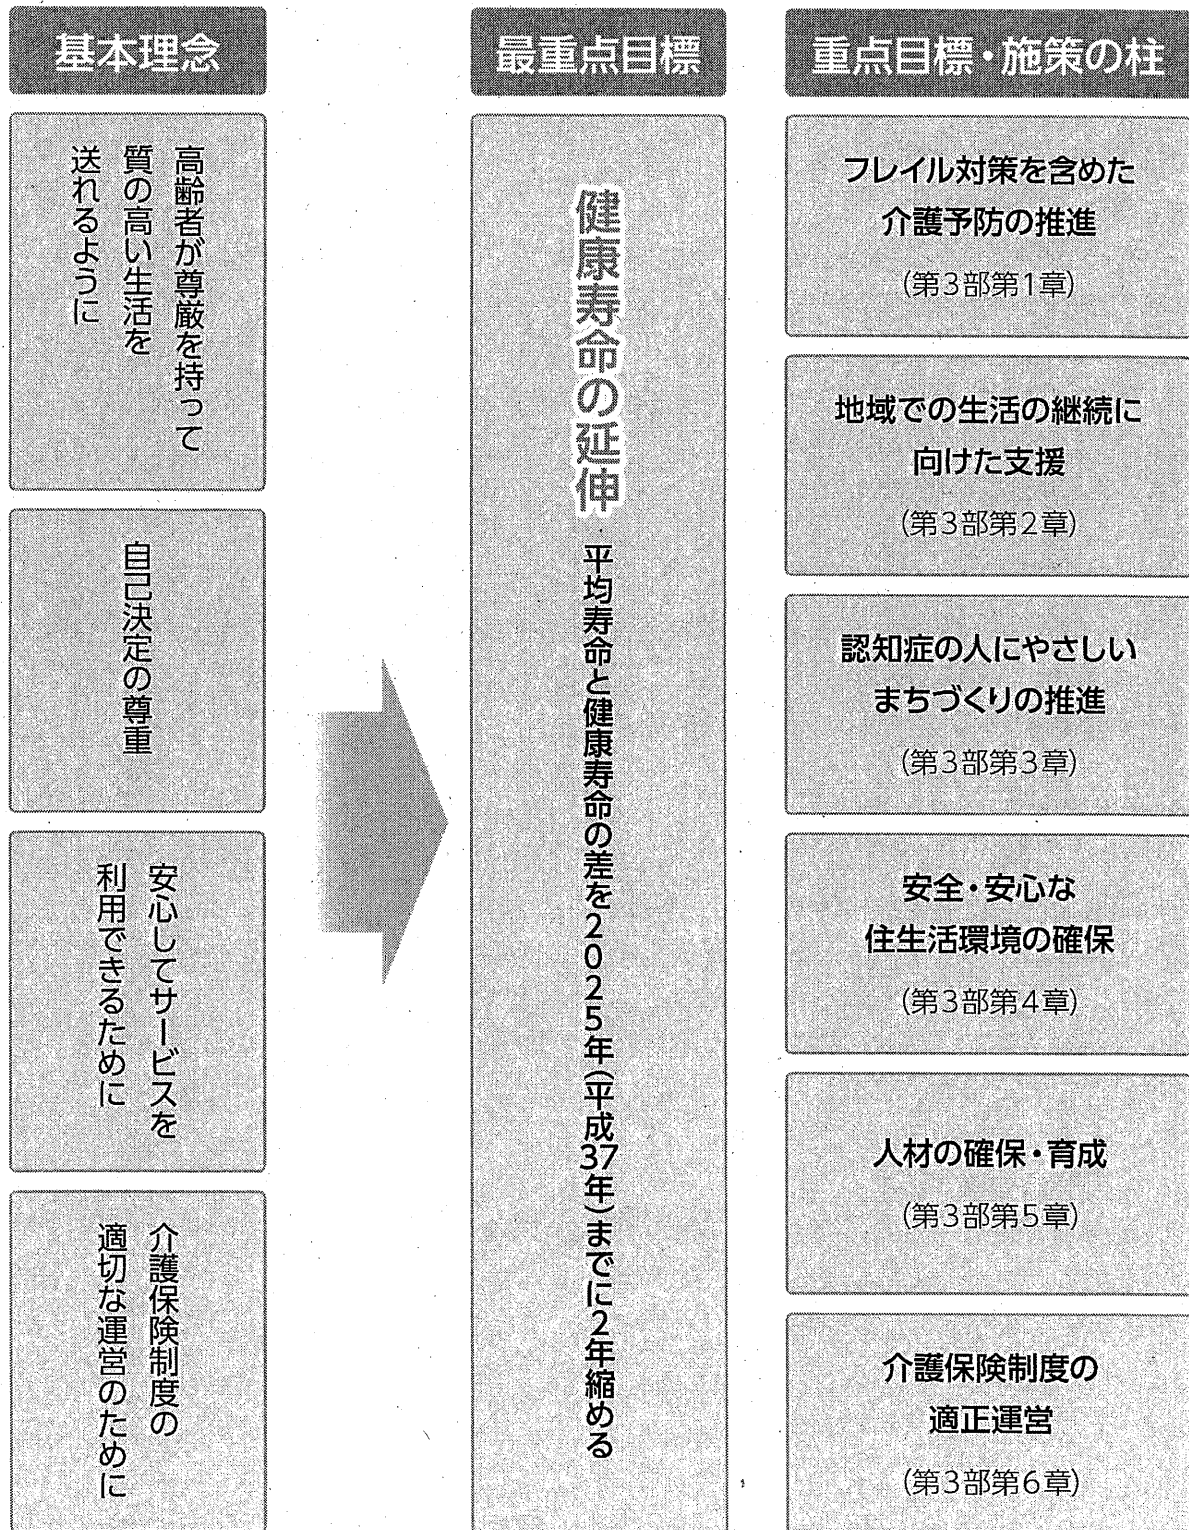 基本理念
高齢者が尊厳を持って
質の高い生活を
送れるように
自己決定の尊重
安心してサービスを
利用できるために
介護保険制度の
適切な運営のために
最重点目標
健康寿命の延伸
平均寿命と健康寿命の差を2025年(平成37年)までに2年縮める
重点目標・施策の柱
フレイル対策を含めた
介護予防の推進
(第3部第1章)
地域での生活の継続に
向けた支援
(第3部第2章)
認知症の人にやさしい
まちづくりの推進
(第3部第3章)
安全・安心な
住生活環境の確保
(第3部第4章)
人材の確保・育成
(第3部第5章)
介護保険制度の
適正運営
(第3部第6章)